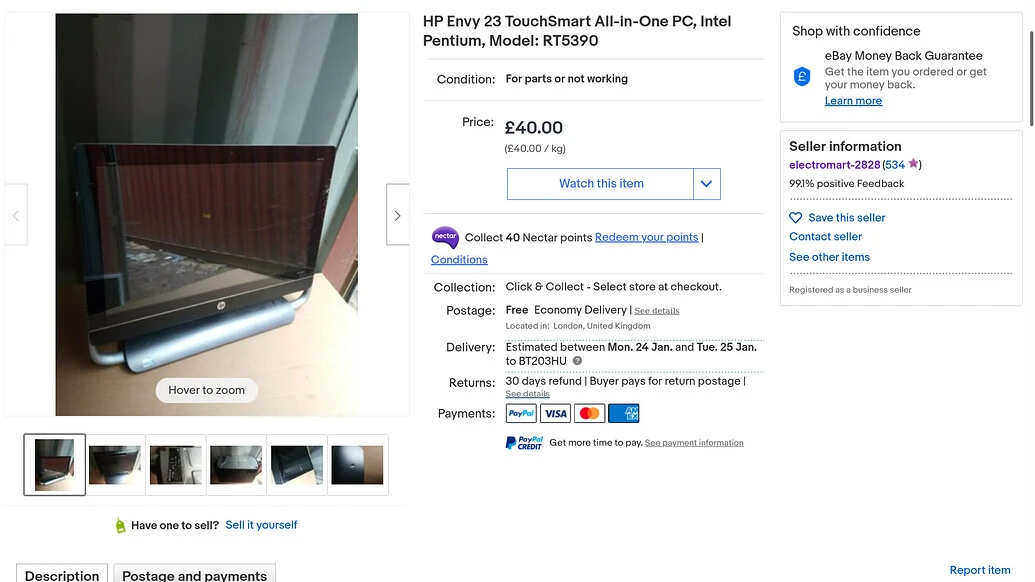 HP Envy 23 TouchSmart All-in-One PC, Intel
Pentium, Model: RT5390
Condition: For parts or not working
Price: £40.00
(£40.00 / kg)
Watch this item
nectar Collect 40 Nectar points Redeem your points |
Conditions
Collection: Click & Collect - Select store at checkout.
Postage: Free Economy Delivery | See details
Located in: London, United Kingdom
Delivery: Estimated between Mon. 24 Jan. and Tue. 25 Jan.
to BT203HU
Returns: 30 days refund | Buyer pays for return postage |
See details
Payments: PayPal VISA AM EX
PayPal CREDIT Get more time to pay. See payment information
hp
Hover to zoom
Have one to sell? Sell it yourself
Description Postage and payments
Shop with confidence
eBay Money Back Guarantee
£ Get the item you ordered or get
your money back.
Learn more
Seller information
electromart-2828 (534 )
99.1% positive Feedback
Save this seller
Contact seller
See other items
Registered as a business seller
Report item